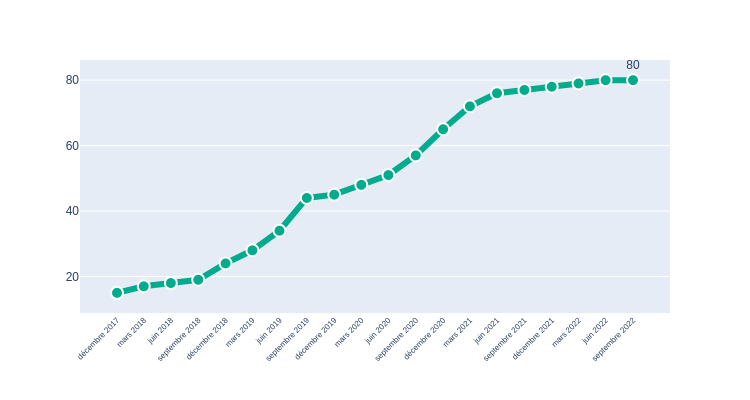 80
80
60
40
20
décembre 2017
mars 2018
juin 2018
septembre 2018
décembre 2018
mars 2019
juin 2019
septembre 2019
décembre 2019
mars 2020
juin 2020
septembre 2020
décembre 2020
mars 2021
juin 2021
septembre 2021
décembre 2021
mars 2022
juin 2022
septembre 2022